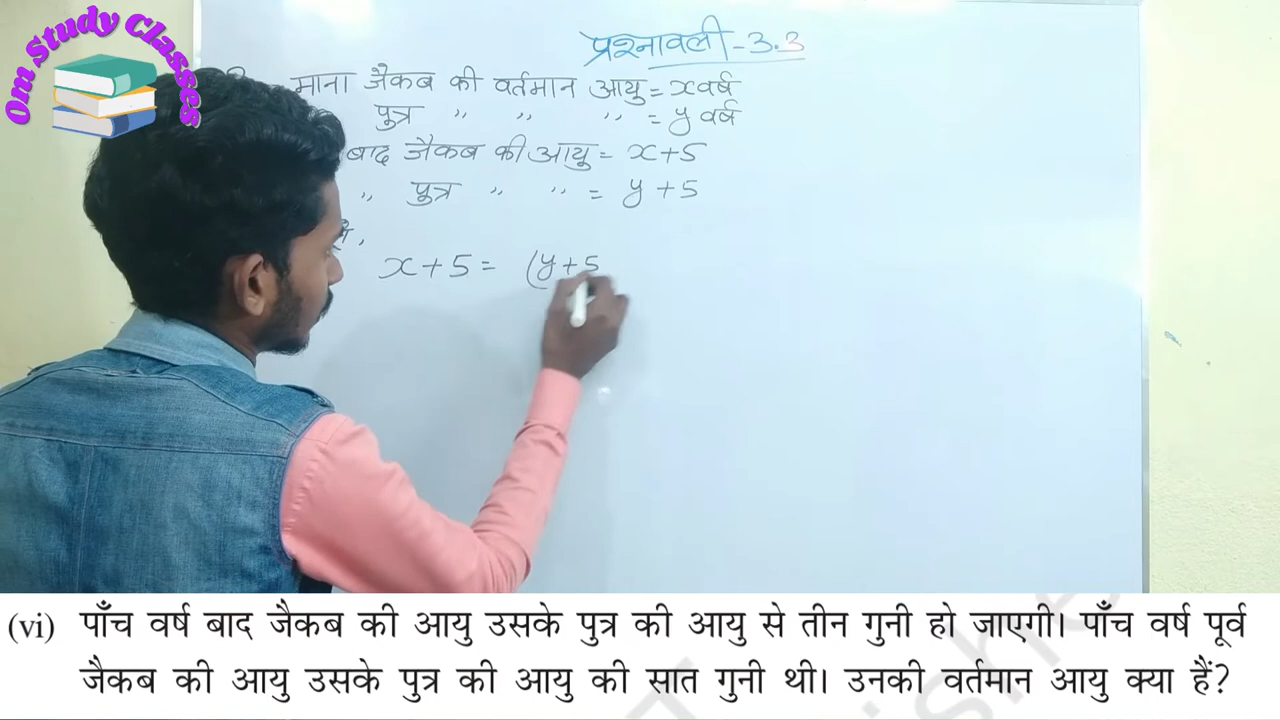 Om Study Classes
प्रश्नावली-3.3
माना जैकब की वर्तमान आयु = x वर्ष
पुत्र " " " = y वर्ष
बाद जैकब की आयु = x+5
" पुत्र " " = y+5
x+5 = (y+5
(vi) पाँच वर्ष बाद जैकब की आयु उसके पुत्र की आयु से तीन गुनी हो जाएगी। पाँच वर्ष पूर्व
जैकब की आयु उसके पुत्र की आयु की सात गुनी थी। उनकी वर्तमान आयु क्या हैं?